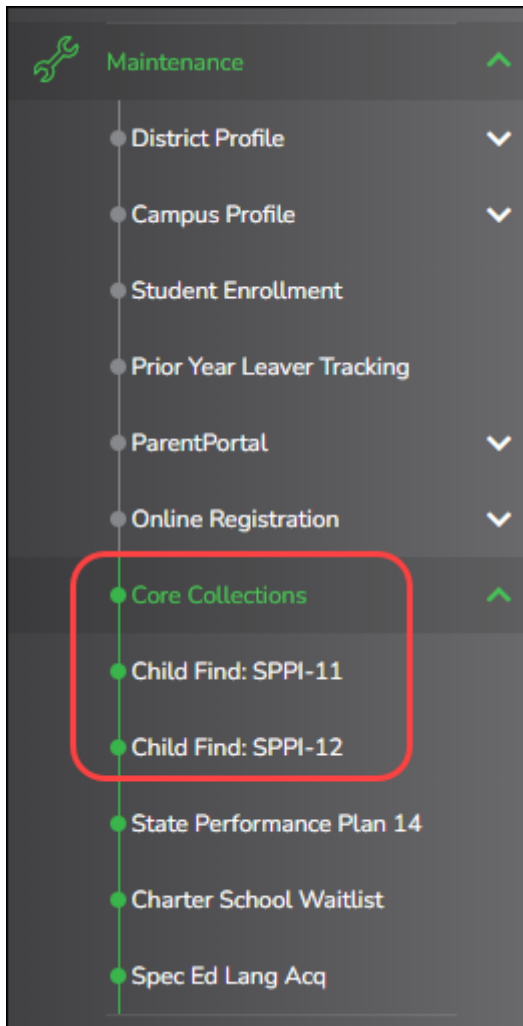 Maintenance
District Profile
Campus Profile
Student Enrollment
Prior Year Leaver Tracking
ParentPortal
Online Registration
Core Collections
Child Find: SPPI-11
Child Find: SPPI-12
State Performance Plan 14
Charter School Waitlist
Spec Ed Lang Acq